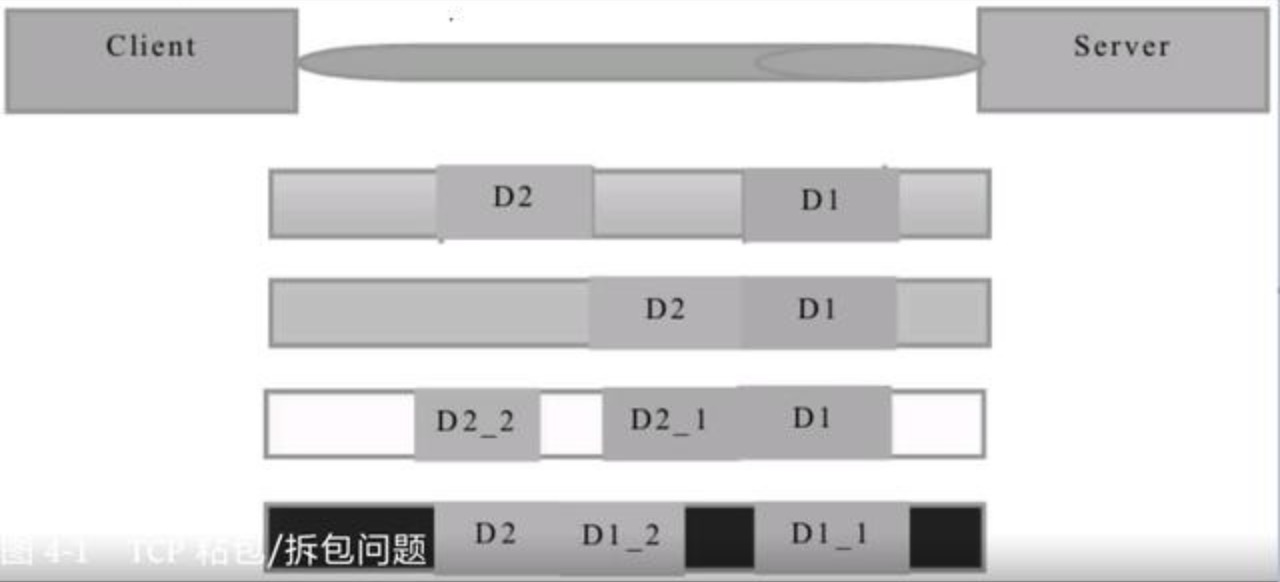 Client
Server
D2 D1
D2 D1
D2_2 D2_1 D1
D2 D1_2 D1_1
图 4-1 TCP 粘包/拆包问题